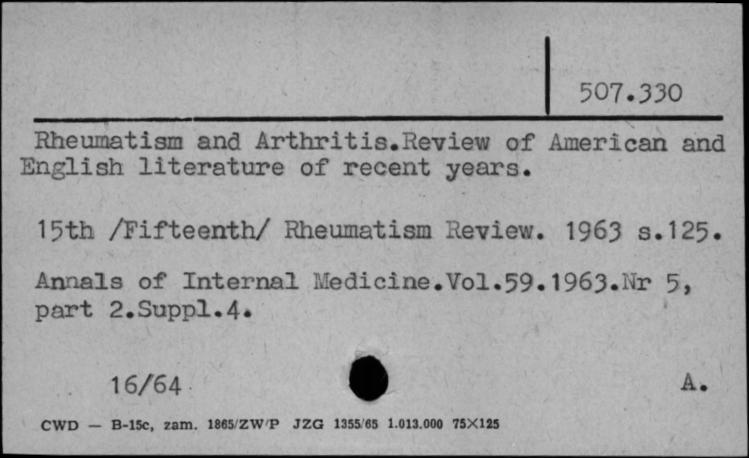 507.330
Rheumatism and Arthritis.Review of American and
English literature of recent years.
15th /Fifteenth/ Rheumatism Review. 1963 s.125.
Annals of Internal Medicine.Vol.59.1963.Nr 5,
part 2.Suppl.4.
16/64
A.
CWD — B-15c, zam. 1865/ZW/P JZG 1355/65 1.013.000 75×125